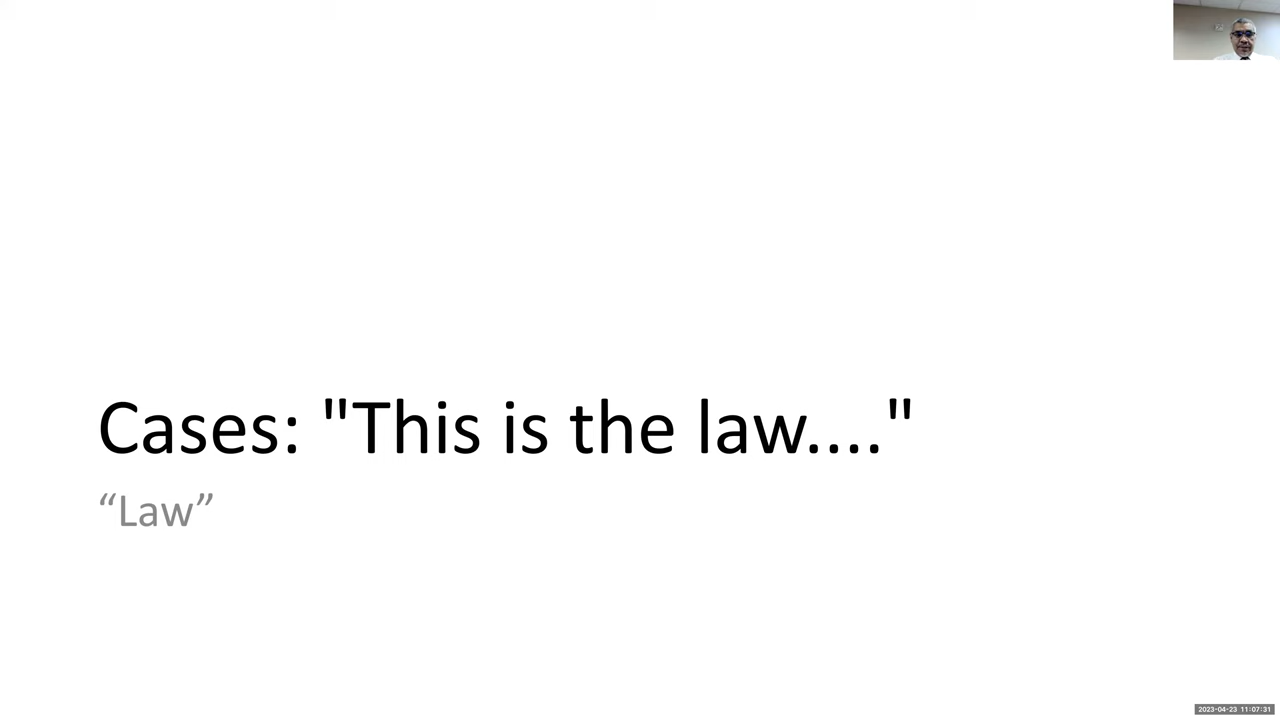 Cases: "This is the law...."
“Law”
2023-04-23 11:07:31